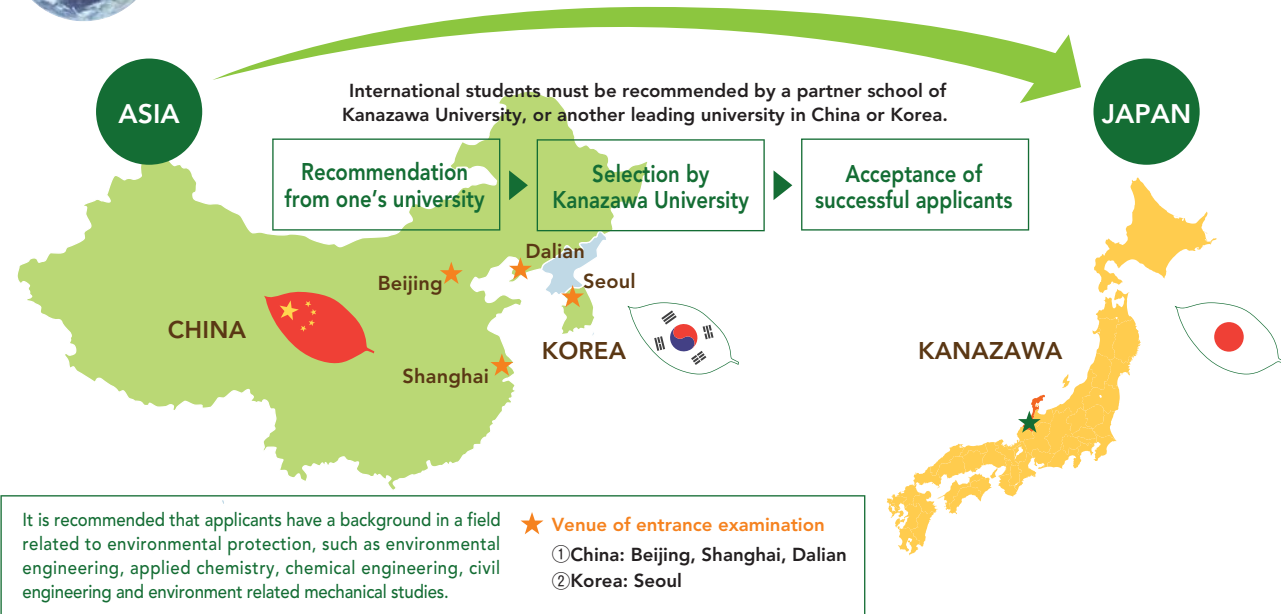 ASIA
International students must be recommended by a partner school of
Kanazawa University, or another leading university in China or Korea.
JAPAN
Recommendation
from one’s university
Selection by
Kanazawa University
Acceptance of
successful applicants
Dalian
Beijing
Seoul
CHINA
KOREA
KANAZAWA
Shanghai
It is recommended that applicants have a background in a field
related to environmental protection, such as environmental
engineering, applied chemistry, chemical engineering, civil
engineering and environment related mechanical studies.
Venue of entrance examination
①China: Beijing, Shanghai, Dalian
②Korea: Seoul